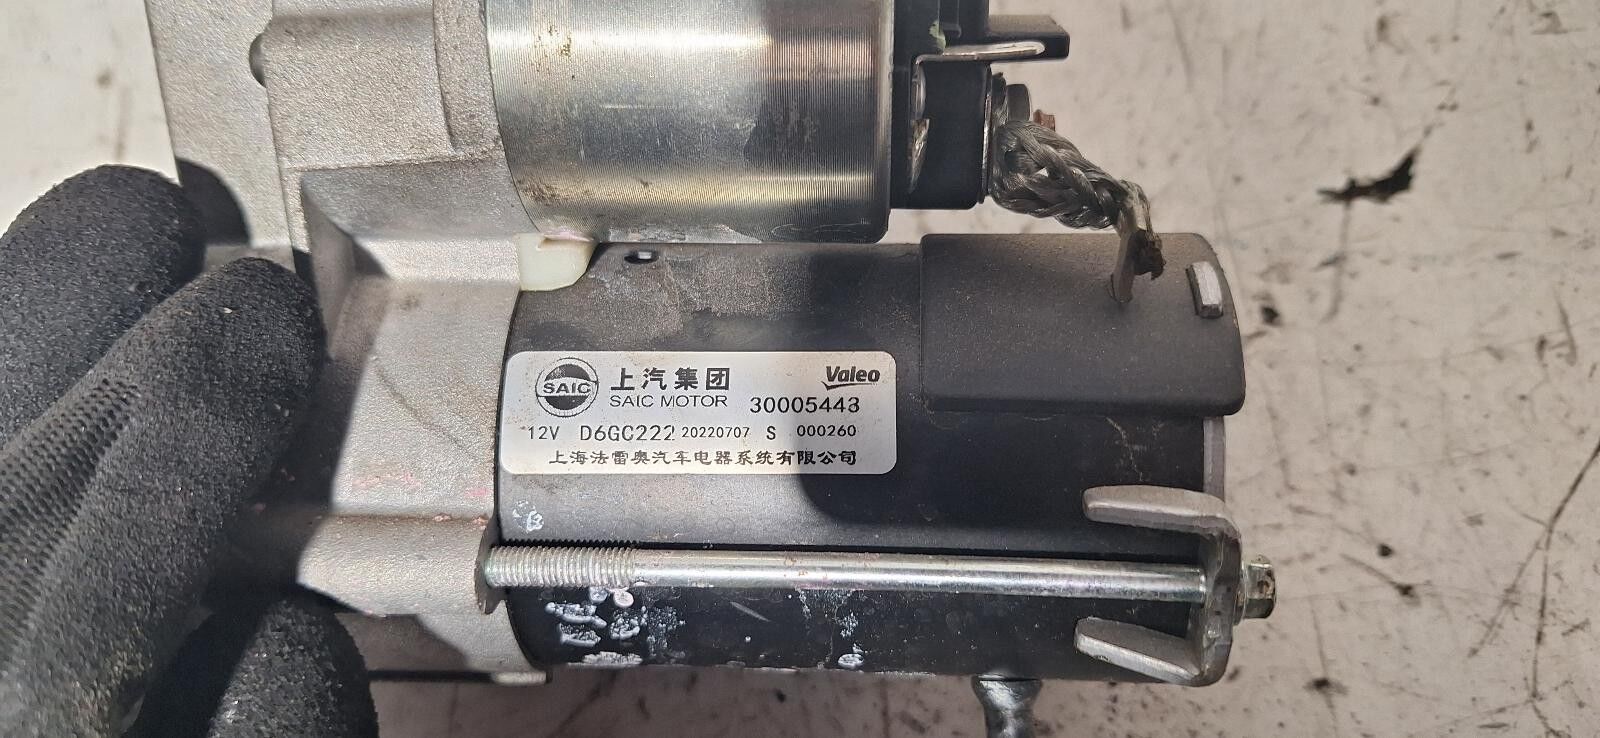 SAIC 上汽集团 Valeo
SAIC MOTOR 30005443
12V D6GC222 20220707 S 000260
上海法雷奥汽车电器系统有限公司